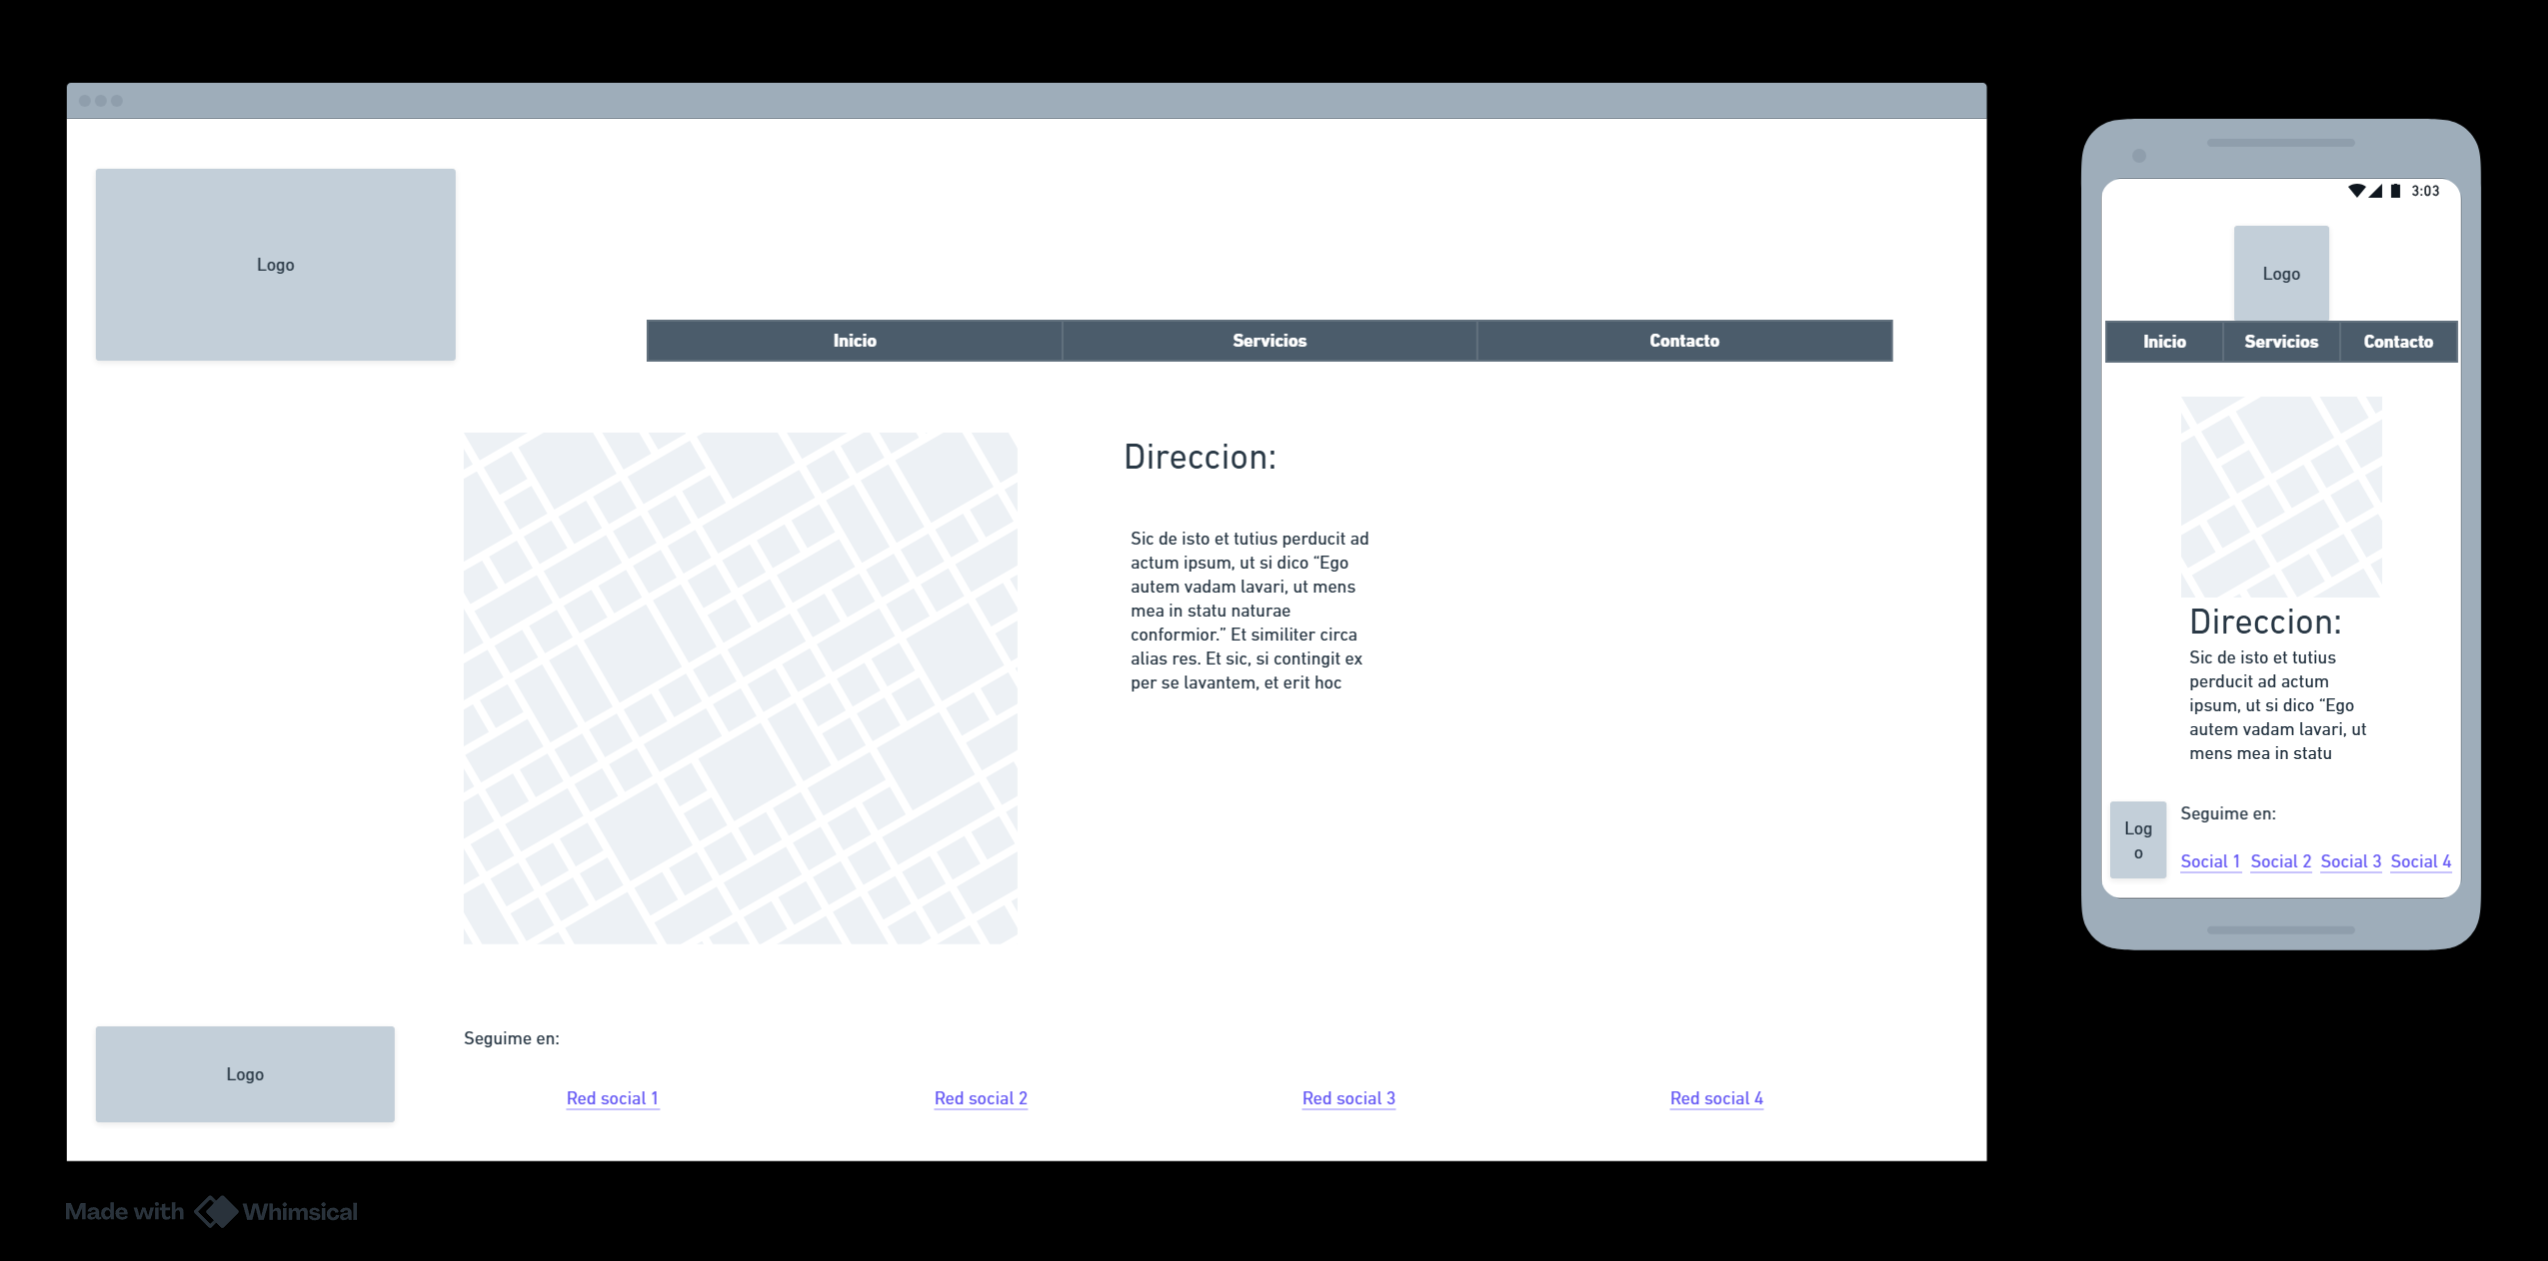 Logo
Inicio Servicios Contacto
Direccion:
Sic de isto et tutius perducit ad
actum ipsum, ut si dico “Ego
autem vadam lavari, ut mens
mea in statu naturae
conformior.” Et similiter circa
alias res. Et sic, si contingit ex
per se lavantem, et erit hoc
Logo
Seguime en:
Red social 1 Red social 2 Red social 3 Red social 4
3:03
Logo
Inicio Servicios Contacto
Direccion:
Sic de isto et tutius
perducit ad actum
ipsum, ut si dico “Ego
autem vadam lavari, ut
mens mea in statu
Log
o
Seguime en:
Social 1 Social 2 Social 3 Social 4
Made with Whimsical